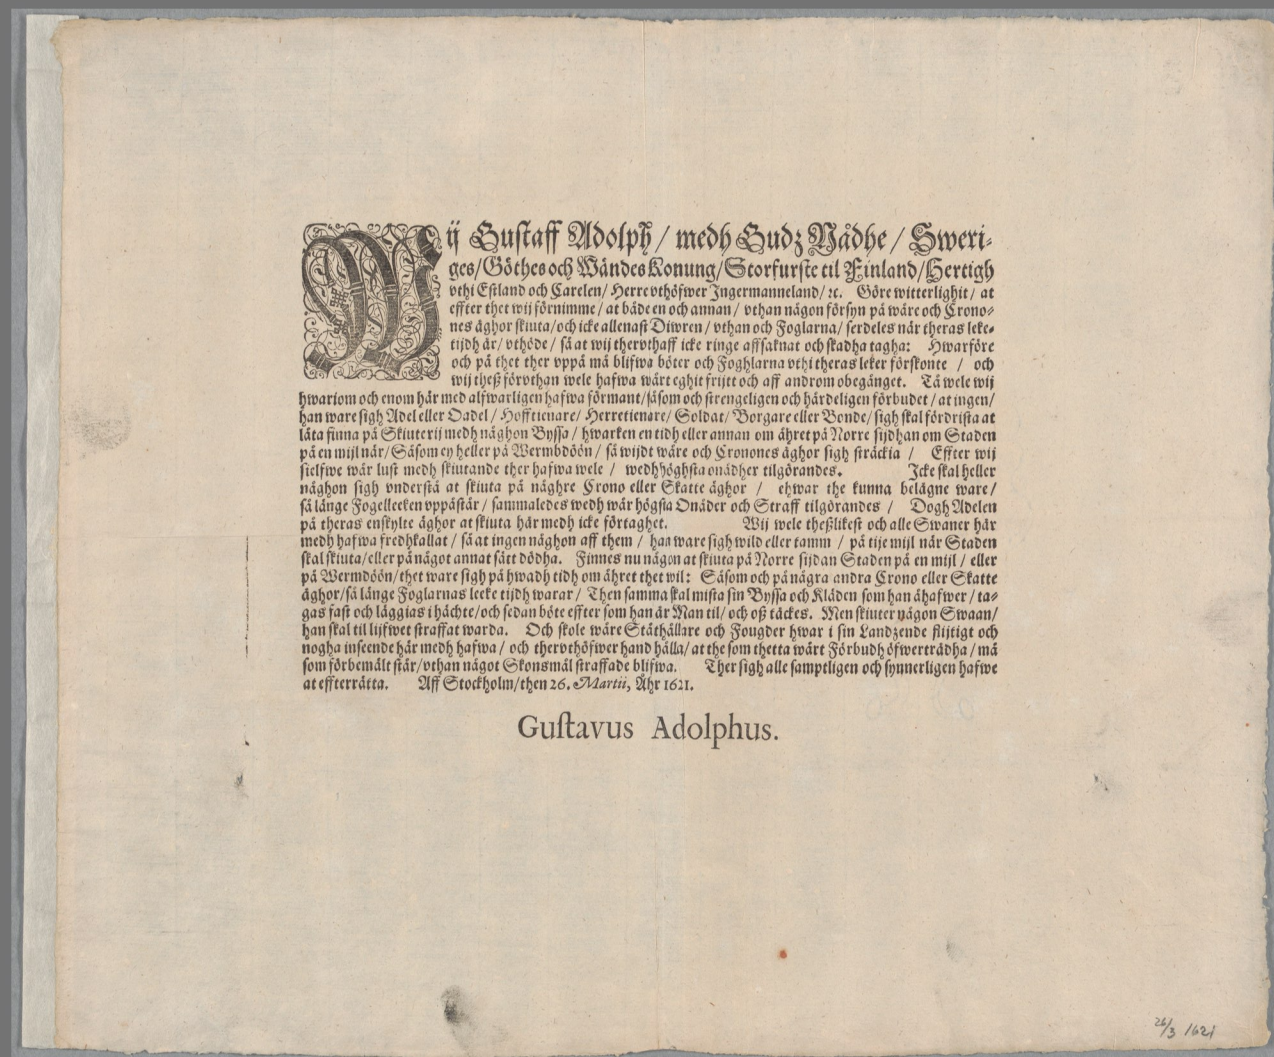 Wij Gustaff Adolph / medh Gudz Nådhe / Sweri-
ges/Göthes och Wändes Konung/Storfurste til Finland/Hertigh
vthi Estland och Carelen/ Herre vthöfwer Ingermanneland/ ꝛc. Göre witterlighit/ at
effter thet wij förnimme/ at både en och annan/ vthan någon försyn på wåre och Crono-
nes äghor skiuta/och icke allenast Diwren/ vthan och Foglarna/ serdeles när theras leke-
tijdh är/ vthöde/ så at wij thervthaff icke ringe affsaknat och skadha tagha: Hwarföre
och på thet ther vppå må blifwa böter och Foghlarna vthi theras leker förskonte / och
wij theß förvthan wele hafwa wårt eghit frijtt och aff androm obegånget. Tå wele wij
hwariom och enom här med alfwarligen hafwa förmant/såsom och strengeligen och hårdeligen förbudet/ at ingen/
han ware sigh Adel eller Oadel/ Hofftienare/ Herretienare/ Soldat/ Borgare eller Bonde/ sigh skal fördrista at
låta finna på Skiuterij medh någhon Byssa/ hwarken en tidh eller annan om åhret på Norre sijdhan om Staden
på en mijl när/ Såsom ey heller på Wermbdöön/ så wijdt wåre och Cronones äghor sigh sträckia / Effter wij
sielfwe wår lust medh skiutande ther hafwa wele / wedh höghsta onådher tilgörandes. Icke skal heller
någhon sigh vnderstå at skiuta på någhre Crono eller Skatte äghor / ehwar the kunna belägne ware/
så länge Fogelleeken vppåstår/ sammaledes wedh wår högsta Onåder och Straff tilgörandes / Dogh Adelen
på theras enskylte äghor at skiuta här medh icke förtaghet. Wij wele theßlikest och alle Swaner här
medh hafwa fredhkallat/ så at ingen någhon aff them/ han ware sigh wild eller tamm / på tije mijl när Staden
skal skiuta/eller på något annat sätt dödha. Finnes nu någon at skiuta på Norre sijdan Staden på en mijl/ eller
på Wermdöön/thet ware sigh på hwadh tidh om åhret thet wil: Såsom och på några andra Crono eller Skatte
äghor/så länge Foglarnas leeke tijdh warar/ Then samma skal mista sin Byssa och Kläden som han å hafwer/ ta-
gas fast och läggias i hächte/och sedan böte effter som han är Man til/ och oß täckes. Men skiuter någon Swaan/
han skal til lijfwet straffat warda. Och skole wåre Ståthållare och Fougder hwar i sin Landzende flijtigt och
nogha inseende här medh hafwa/ och thervthöfwer hand hålla/ at the som thetta wårt Förbudh öfwerträdha/ må
som förbemält står/vthan något Skonsmål straffade blifwa. Ther sigh alle samptligen och synnerligen hafwe
at effterrätta. Aff Stockholm/then 26. Martii, Åhr 1621.
Gustavus Adolphus.
26/3 1621